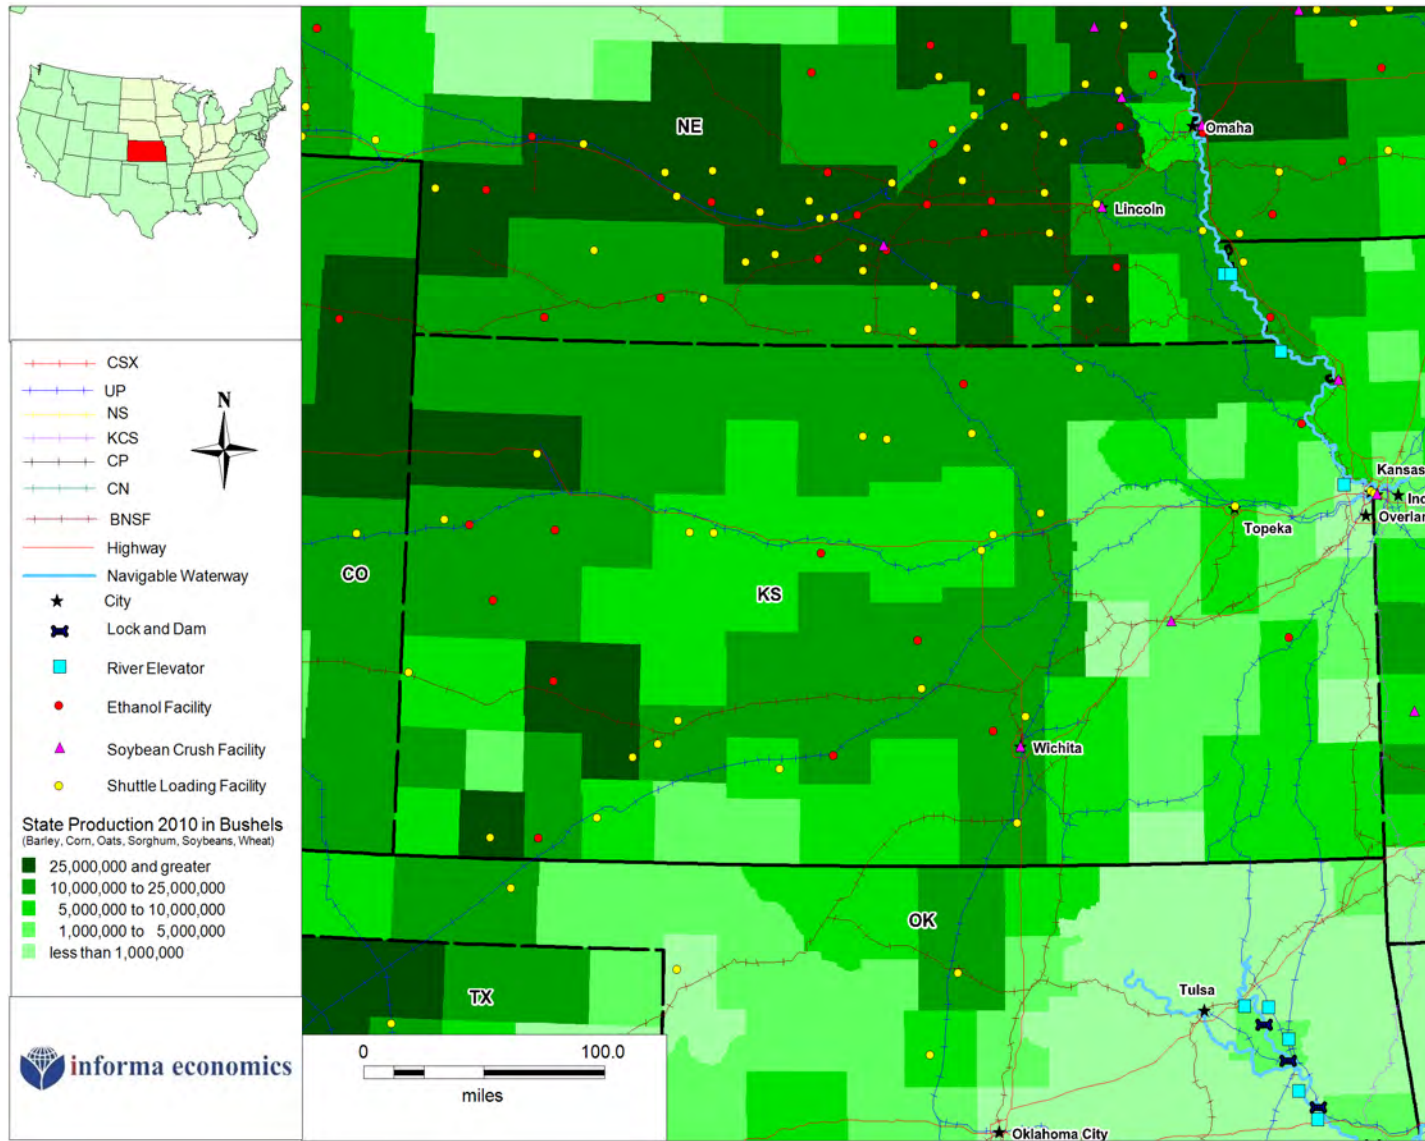 NE
Omaha
Lincoln
CSX
UP
NS
KCS
CP
CN
BNSF
Highway
Navigable Waterway
City
Lock and Dam
River Elevator
Ethanol Facility
Soybean Crush Facility
Shuttle Loading Facility
N
State Production 2010 in Bushels
(Barley, Corn, Oats, Sorghum, Soybeans, Wheat)
25,000,000 and greater
10,000,000 to 25,000,000
5,000,000 to 10,000,000
1,000,000 to 5,000,000
less than 1,000,000
Kansas
Ind
Overlan
Topeka
CO
KS
Wichita
OK
TX
Tulsa
Oklahoma City
informa economics
0 100.0
miles